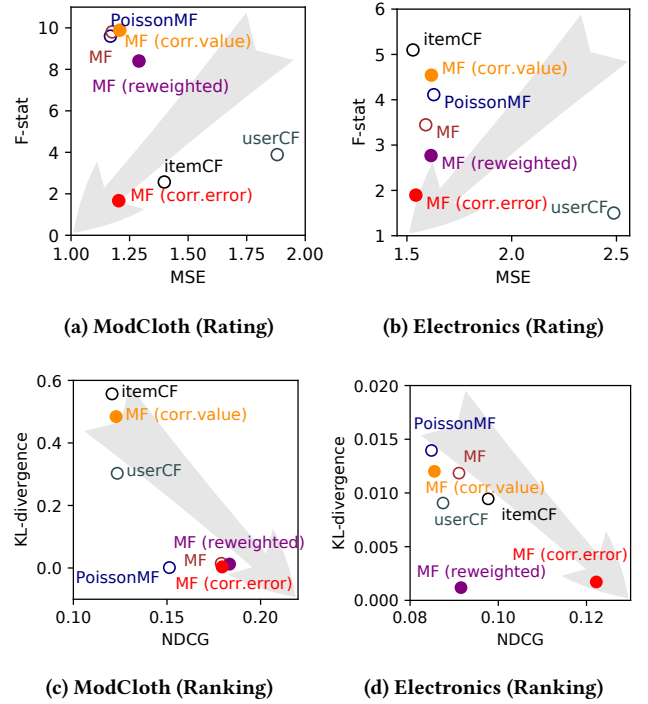 10
8
6
4
2
0
F-stat
PoissonMF
MF (corr.value)
MF
MF (reweighted)
userCF
itemCF
MF (corr.error)
1.00
1.25
1.50
1.75
2.00
MSE
(a) ModCloth (Rating)
6
5
4
3
2
1
F-stat
itemCF
MF (corr.value)
PoissonMF
MF
MF (reweighted)
MF (corr.error)
userCF
1.5
2.0
2.5
MSE
(b) Electronics (Rating)
0.6
0.4
0.2
0.0
KL-divergence
itemCF
MF (corr.value)
userCF
MF (reweighted)
MF
PoissonMF
MF (corr.error)
0.10
0.15
0.20
NDCG
(c) ModCloth (Ranking)
0.020
0.015
0.010
0.005
0.000
KL-divergence
PoissonMF
MF
MF (corr.value)
itemCF
userCF
MF (corr.error)
MF (reweighted)
0.08
0.10
0.12
NDCG
(d) Electronics (Ranking)